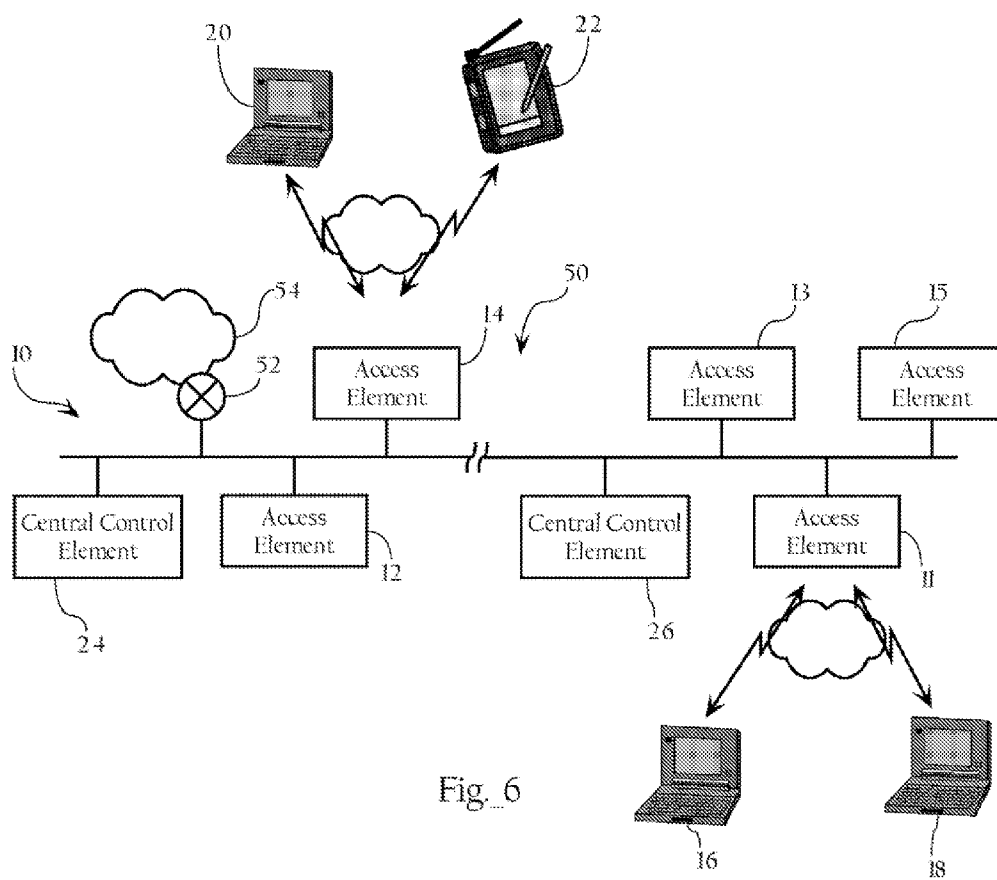 20
22
54
50
14
13
15
10
52
Access
Element
Access
Element
Access
Element
Central Control
Element
Access
Element
Central Control
Element
Access
Element
12
11
24
26
Fig._6
16
18